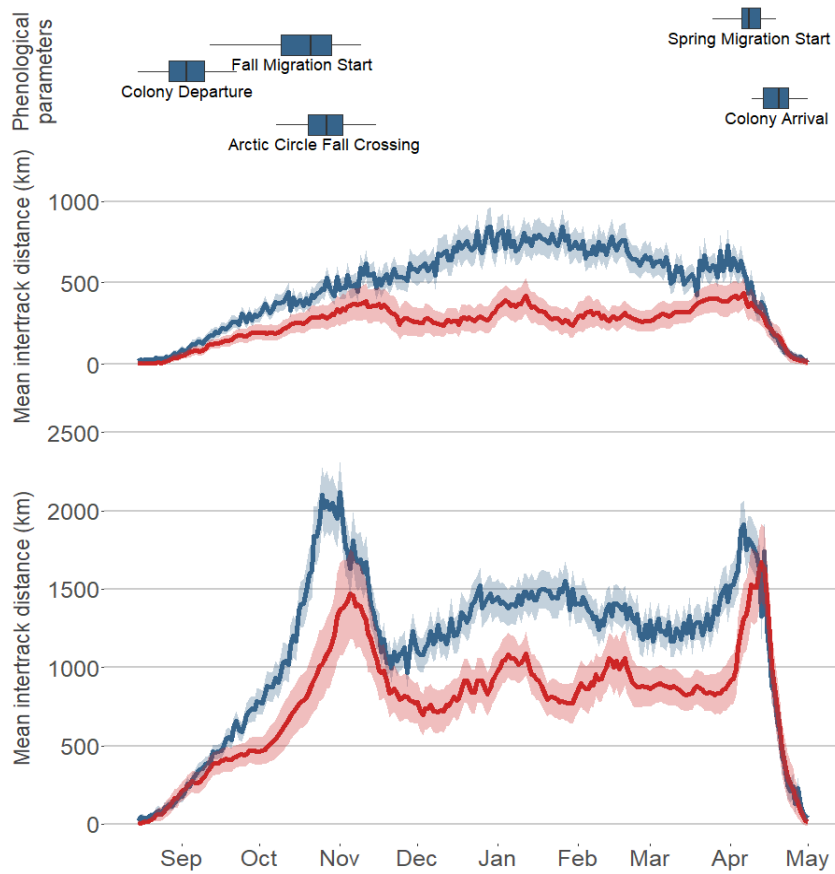 Phenological
parameters
Spring Migration Start
Fall Migration Start
Colony Departure
Colony Arrival
Arctic Circle Fall Crossing
Mean intertrack distance (km)
1000
500
0
Mean intertrack distance (km)
2500
2000
1500
1000
500
0
Sep Oct Nov Dec Jan Feb Mar Apr May